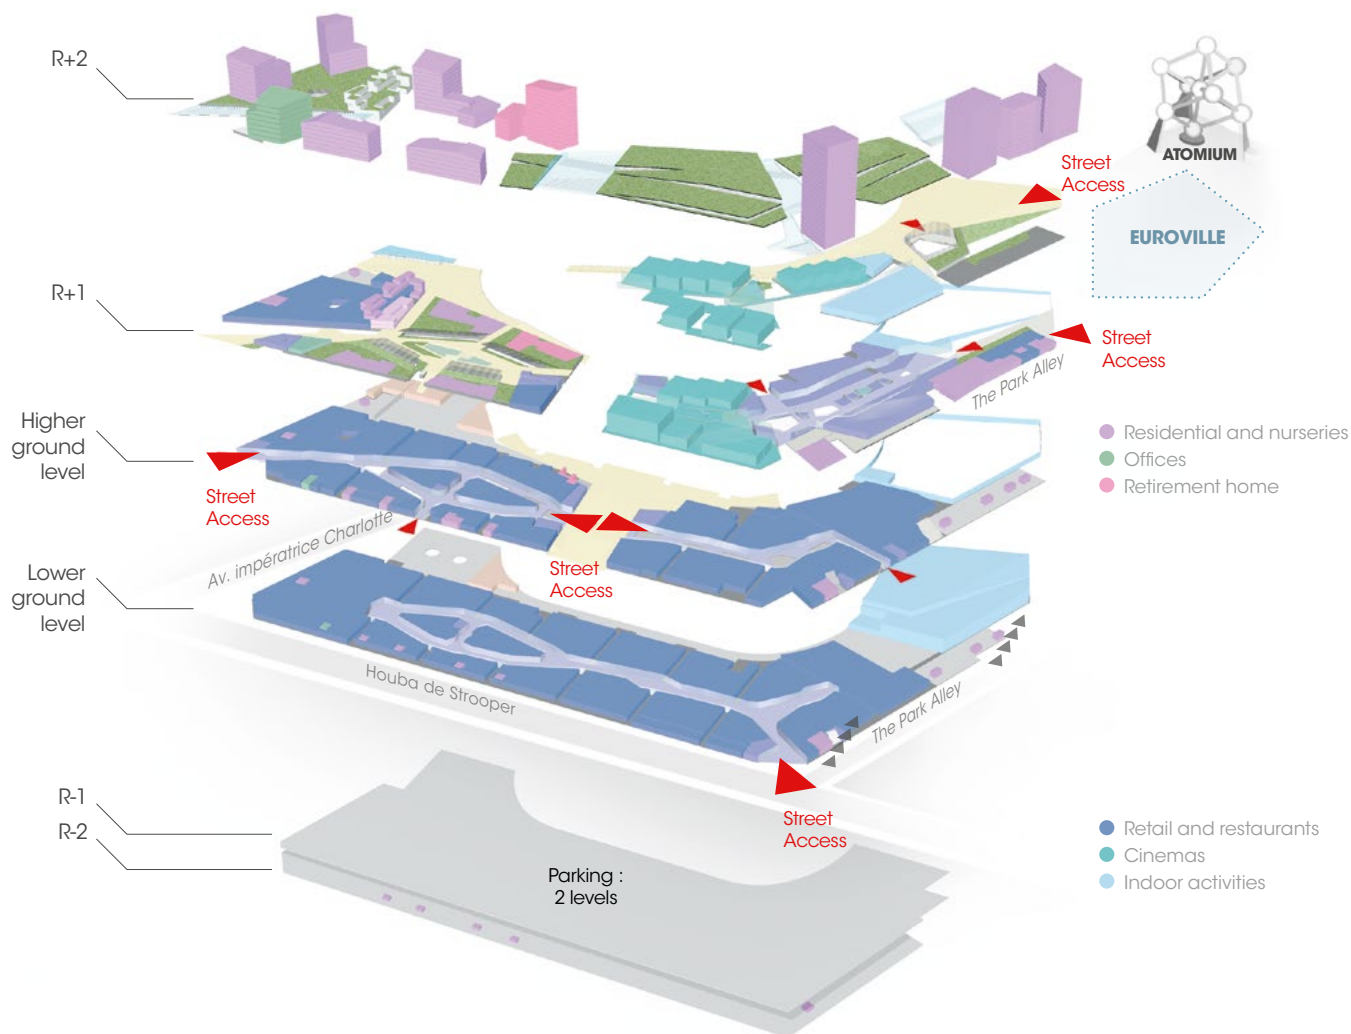 R+2
Street
Access
ATOMIUM
EUROVILLE
R+1
Street
Access
The Park Alley
Higher
ground
level
Residential and nurseries
Offices
Retirement home
Street
Access
Av. impératrice Charlotte
Street
Access
Lower
ground
level
Houba de Strooper
The Park Alley
R-1
R-2
Street
Access
Parking :
2 levels
Retail and restaurants
Cinemas
Indoor activities